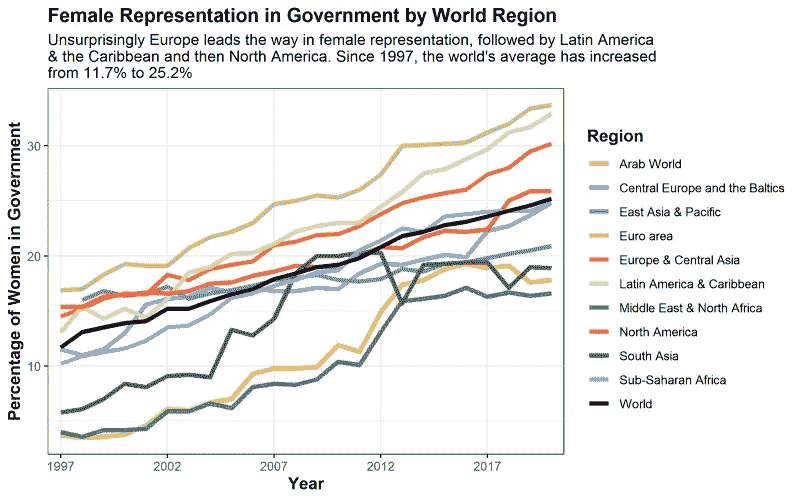 Female Representation in Government by World Region
Unsurprisingly Europe leads the way in female representation, followed by Latin America
& the Caribbean and then North America. Since 1997, the world's average has increased
from 11.7% to 25.2%
Percentage of Women in Government
30
20
10
1997
2002
2007
2012
2017
Year
Region
Arab World
Central Europe and the Baltics
East Asia & Pacific
Euro area
Europe & Central Asia
Latin America & Caribbean
Middle East & North Africa
North America
South Asia
Sub-Saharan Africa
World